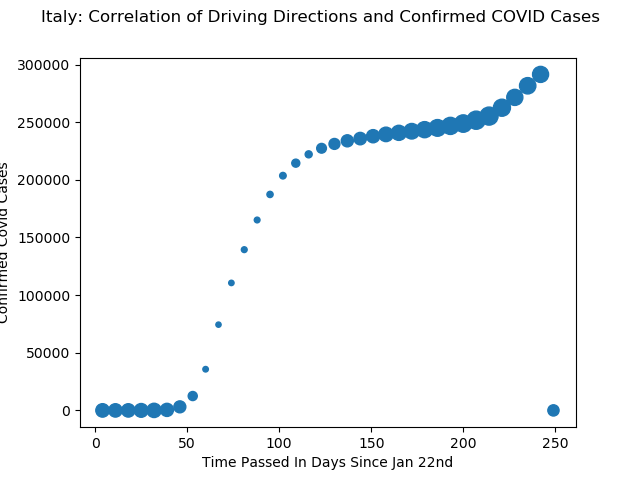 Italy: Correlation of Driving Directions and Confirmed COVID Cases
300000
250000
200000
150000
100000
50000
0
Confirmed Covid Cases
0 50 100 150 200 250
Time Passed In Days Since Jan 22nd